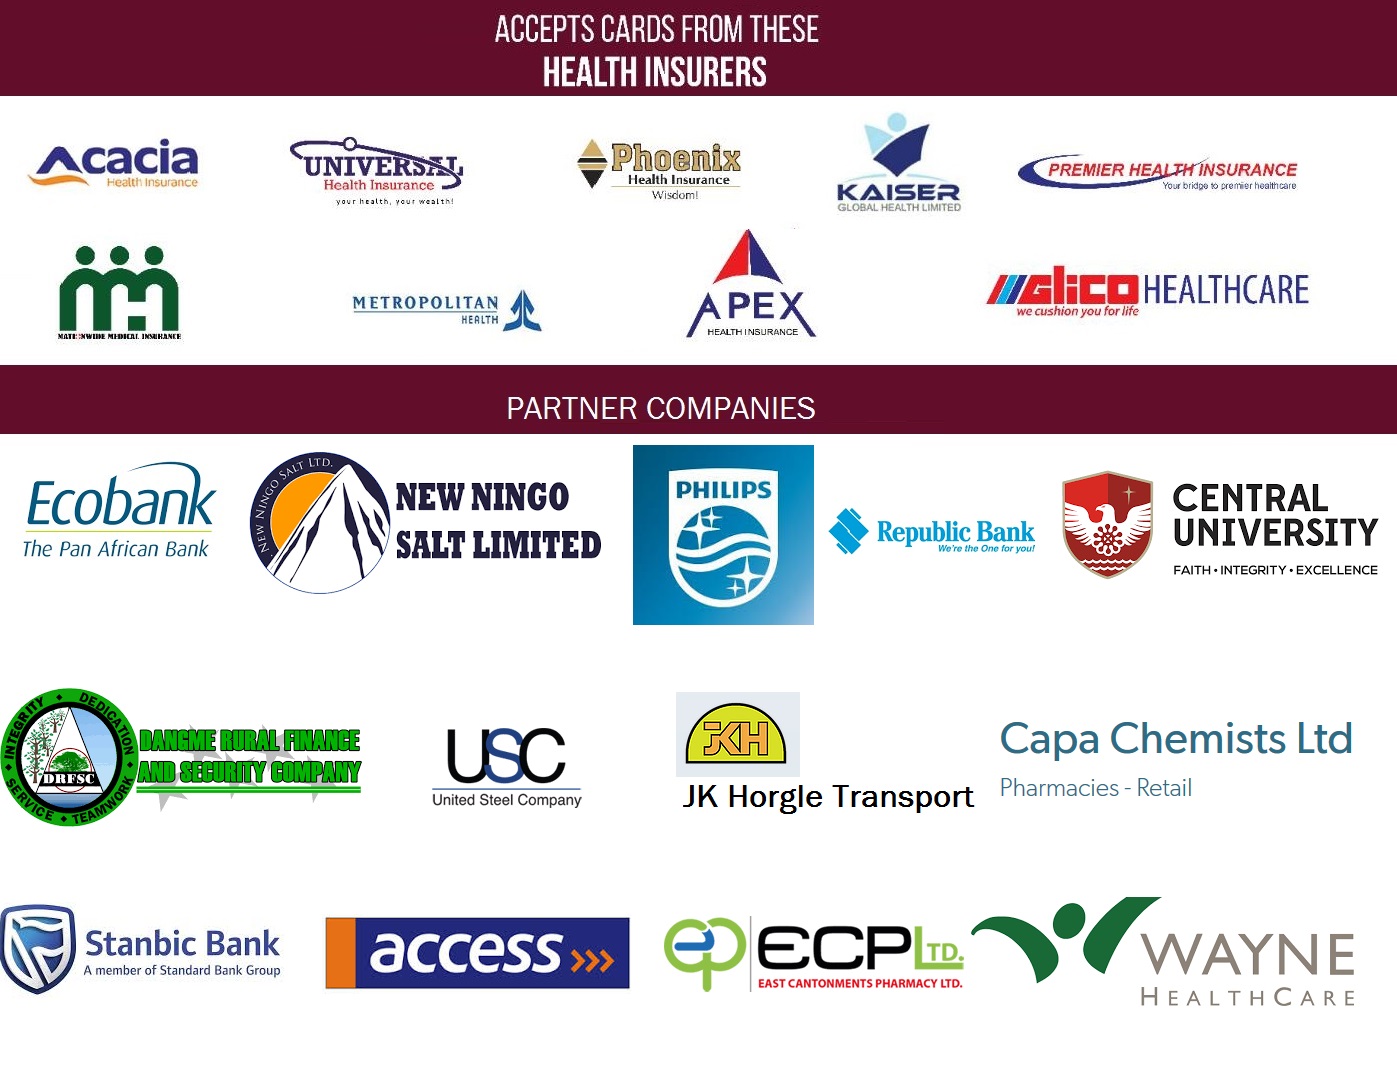 ACCEPTS CARDS FROM THESE
HEALTH INSURERS
Acacia
Health Insurance
UNIVERSAL
Health Insurance
your health, your wealth!
Phoenix
Health Insurance
Wisdom!
KAISER
GLOBAL HEALTH LIMITED
PREMIER HEALTH INSURANCE
Your bridge to premier healthcare
NATIONWIDE MEDICAL INSURANCE
METROPOLITAN
HEALTH
APEX
HEALTH INSURANCE
GLICO HEALTHCARE
we cushion you for life
PARTNER COMPANIES
Ecobank
The Pan African Bank
NEW NINGO SALT LTD.
NEW NINGO
SALT LIMITED
PHILIPS
Republic Bank
We're the One for you!
CENTRAL
UNIVERSITY
FAITH • INTEGRITY • EXCELLENCE
INTEGRITY • DEDICATION
DRFSC
SERVICE • TEAMWORK
DANGME RURAL FINANCE
AND SECURITY COMPANY
USC
United Steel Company
JKH
JK Horgle Transport
Capa Chemists Ltd
Pharmacies - Retail
Stanbic Bank
A member of Standard Bank Group
access >>>
ep
ECPLTD.
EAST CANTONMENTS PHARMACY LTD.
WAYNE
HEALTHCARE